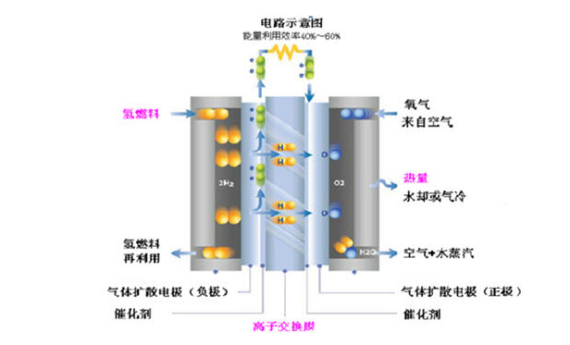 电路示意图
能量利用效率40%～60%
氢燃料
氧气
来自空气
H
H
O
2H₂
O2
热量
水却或气冷
H
H
O
氢燃料
再利用
H2O
空气+水蒸汽
气体扩散电极（负极）
气体扩散电极（正极）
催化剂
离子交换膜
催化剂